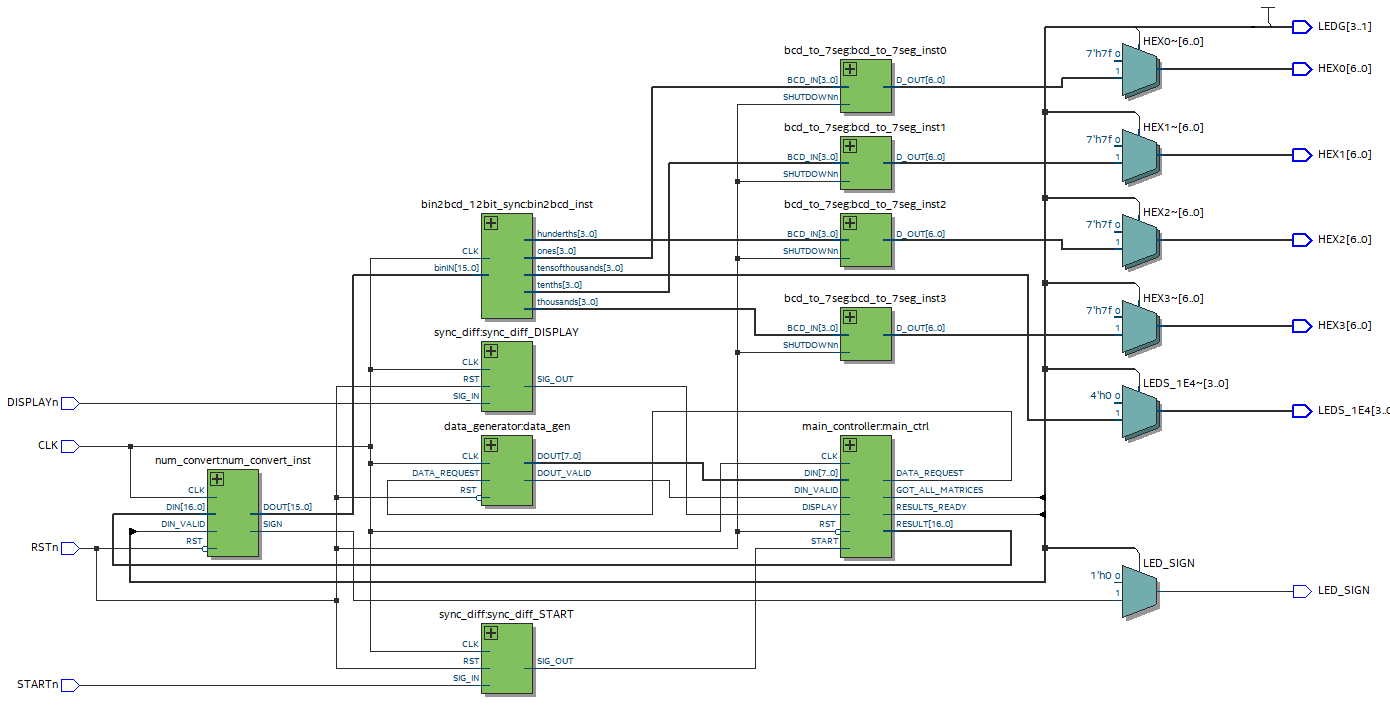 LEDG[3..1]
HEX0~[6..0]
7'h7f 0
1
HEX0[6..0]
bcd_to_7seg:bcd_to_7seg_inst0
BCD_IN[3..0]
SHUTDOWNn
D_OUT[6..0]
HEX1~[6..0]
7'h7f 0
1
HEX1[6..0]
bcd_to_7seg:bcd_to_7seg_inst1
BCD_IN[3..0]
SHUTDOWNn
D_OUT[6..0]
bin2bcd_12bit_sync:bin2bcd_inst
CLK
binIN[15..0]
hunderths[3..0]
ones[3..0]
tensofthousands[3..0]
tenths[3..0]
thousands[3..0]
bcd_to_7seg:bcd_to_7seg_inst2
BCD_IN[3..0]
SHUTDOWNn
D_OUT[6..0]
HEX2~[6..0]
7'h7f 0
1
HEX2[6..0]
bcd_to_7seg:bcd_to_7seg_inst3
BCD_IN[3..0]
SHUTDOWNn
D_OUT[6..0]
HEX3~[6..0]
7'h7f 0
1
HEX3[6..0]
sync_diff:sync_diff_DISPLAY
CLK
RST
SIG_IN
SIG_OUT
LEDS_1E4~[3..0]
4'h0 0
1
LEDS_1E4[3..0
DISPLAYn
CLK
data_generator:data_gen
CLK
DATA_REQUEST
RST
DOUT[7..0]
DOUT_VALID
main_controller:main_ctrl
CLK
DIN[7..0]
DIN_VALID
DISPLAY
RST
START
DATA_REQUEST
GOT_ALL_MATRICES
RESULTS_READY
RESULT[16..0]
num_convert:num_convert_inst
CLK
DIN[16..0]
DIN_VALID
RST
DOUT[15..0]
SIGN
RSTn
LED_SIGN
1'h0 0
1
LED_SIGN
sync_diff:sync_diff_START
CLK
RST
SIG_IN
SIG_OUT
STARTn